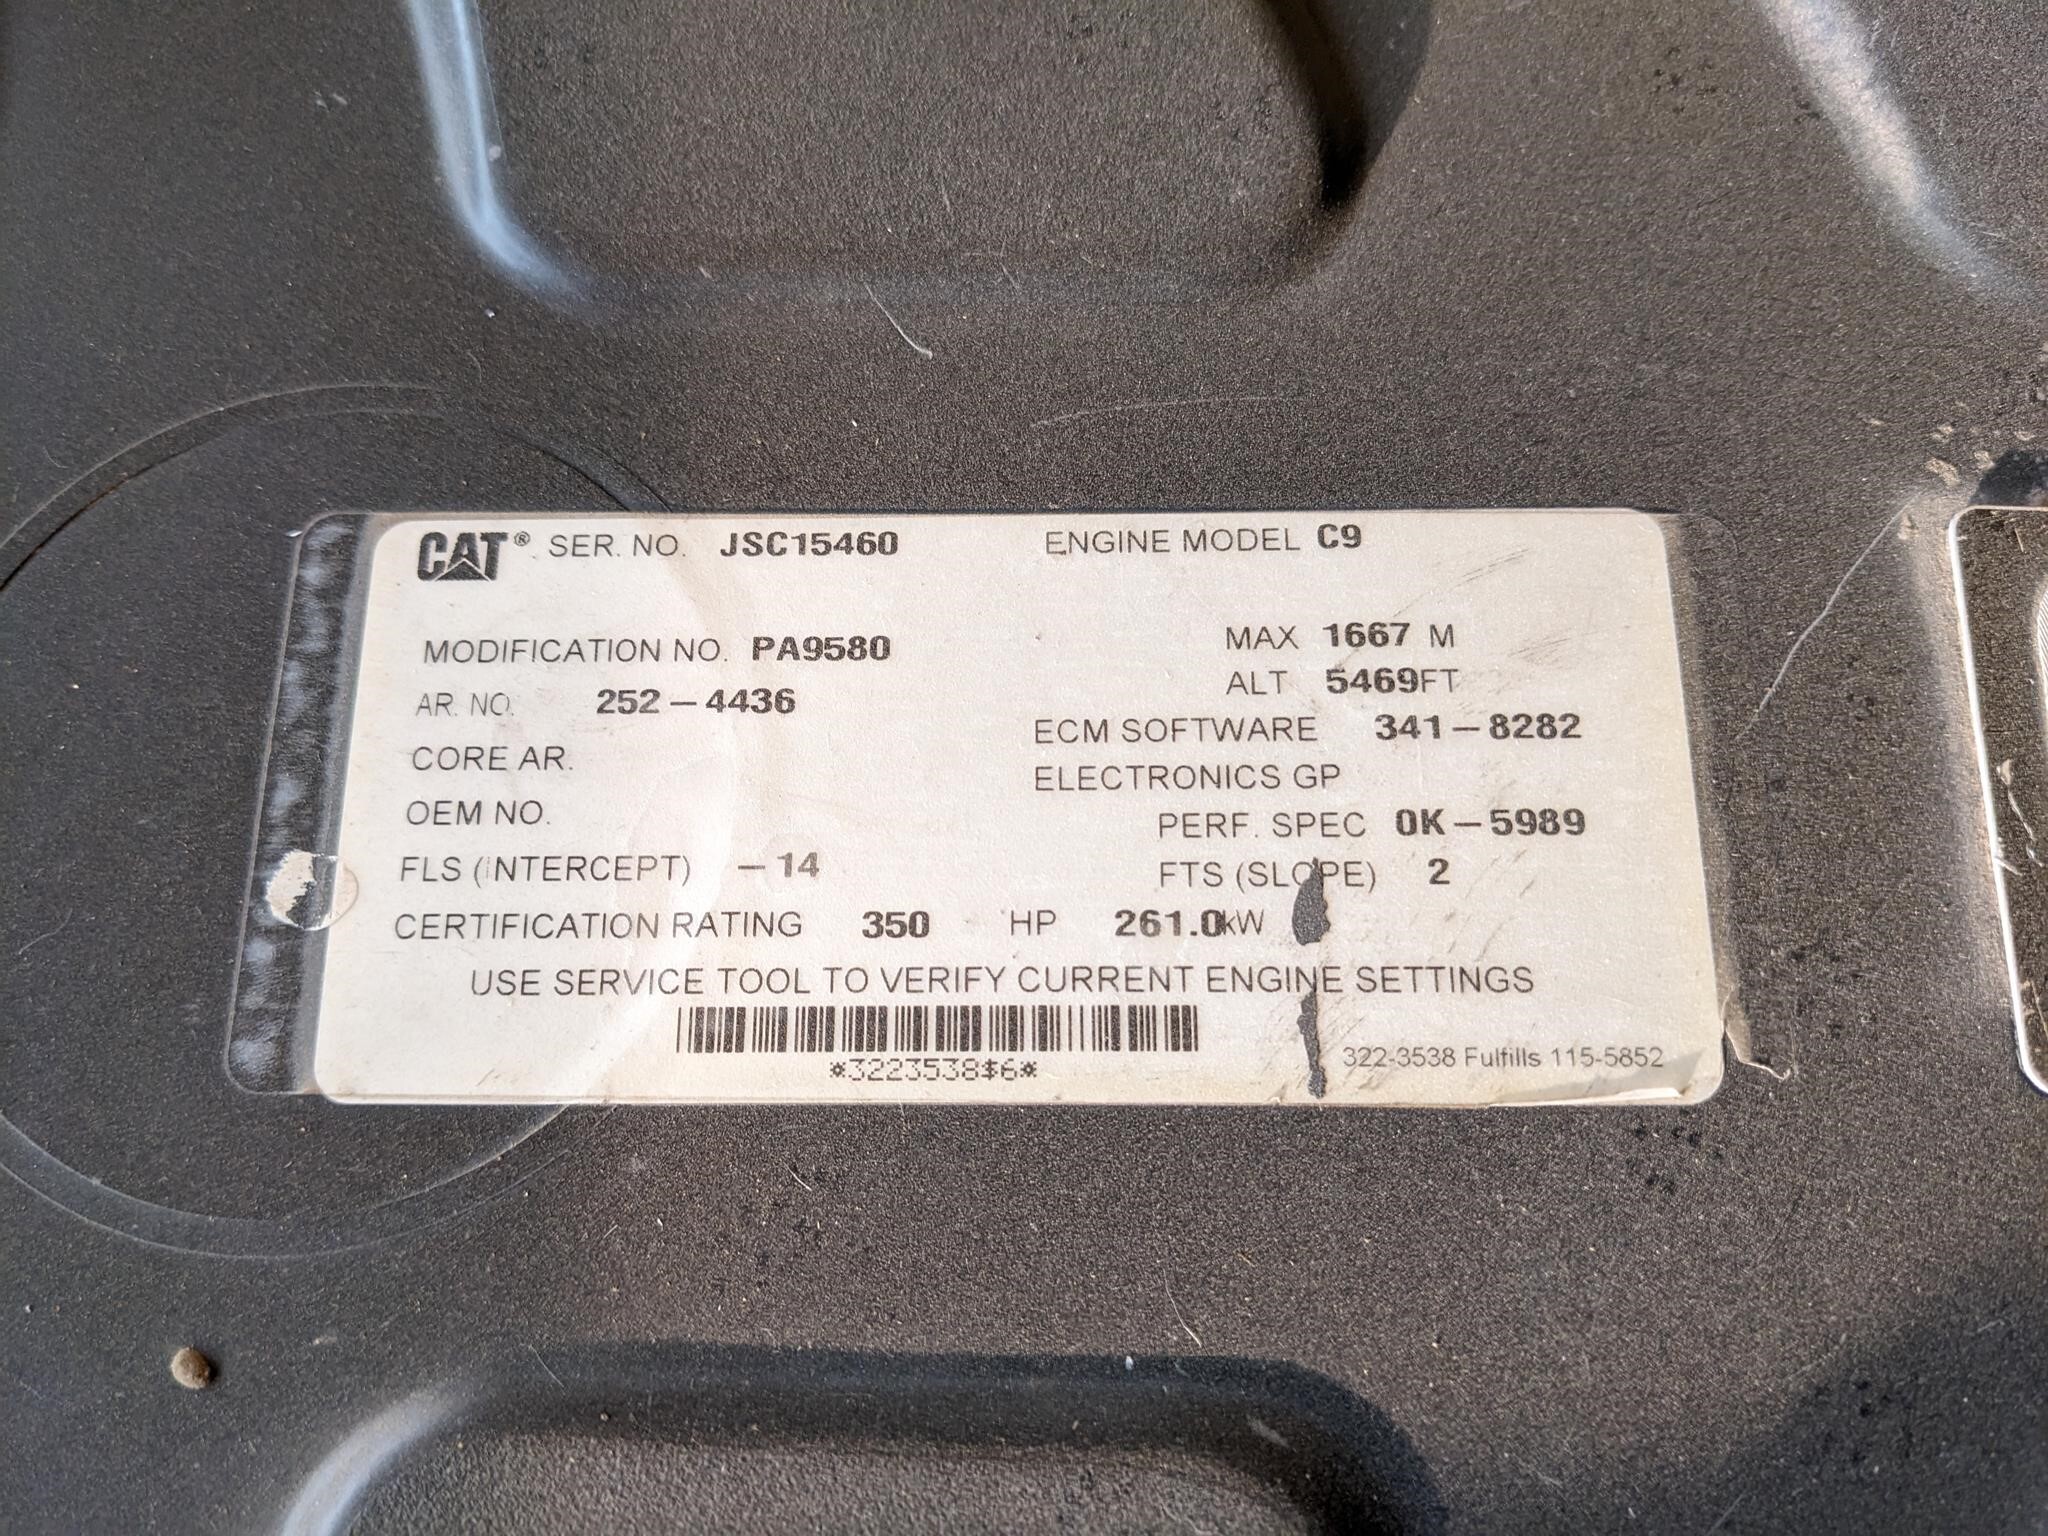 CAT® SER. NO. JSC15460 ENGINE MODEL C9
MODIFICATION NO. PA9580 MAX 1667 M
AR. NO. 252-4436 ALT 5469FT
CORE AR. ECM SOFTWARE 341-8282
ELECTRONICS GP
OEM NO. PERF. SPEC 0K-5989
FLS (INTERCEPT) -14 FTS (SLOPE) 2
CERTIFICATION RATING 350 HP 261.0kW
USE SERVICE TOOL TO VERIFY CURRENT ENGINE SETTINGS
*3223538$6*
322-3538 Fulfills 115-5852